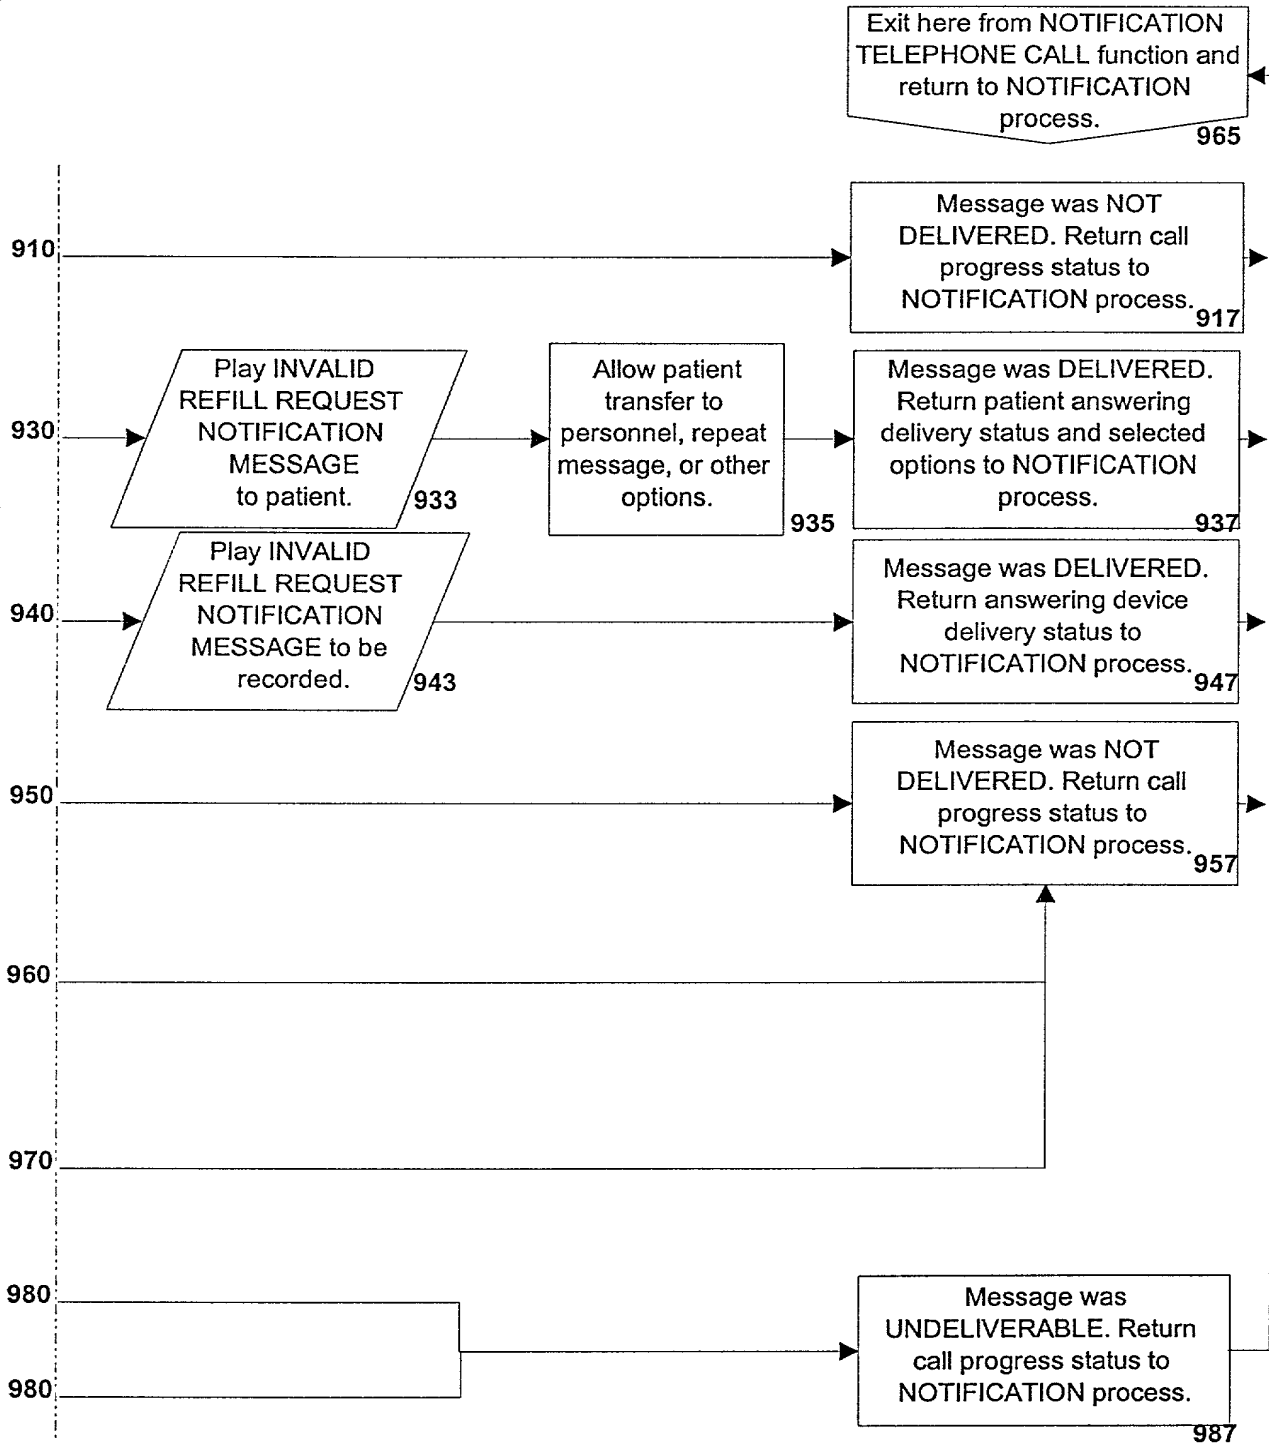 Exit here from NOTIFICATION
TELEPHONE CALL function and
return to NOTIFICATION
process.
965
910
Message was NOT
DELIVERED. Return call
progress status to
NOTIFICATION process.
917
930
Play INVALID
REFILL REQUEST
NOTIFICATION
MESSAGE
to patient.
933
Allow patient
transfer to
personnel, repeat
message, or other
options.
935
Message was DELIVERED.
Return patient answering
delivery status and selected
options to NOTIFICATION
process.
937
940
Play INVALID
REFILL REQUEST
NOTIFICATION
MESSAGE to be
recorded.
943
Message was DELIVERED.
Return answering device
delivery status to
NOTIFICATION process.
947
950
Message was NOT
DELIVERED. Return call
progress status to
NOTIFICATION process.
957
960
970
980
980
Message was
UNDELIVERABLE. Return
call progress status to
NOTIFICATION process.
987